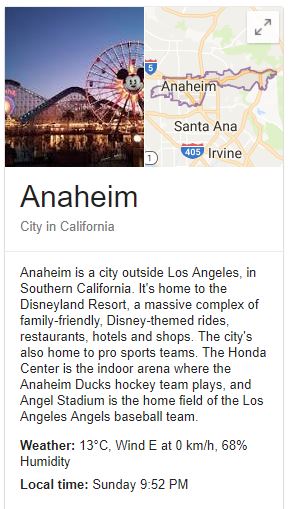 5
Anaheim
Santa Ana
405 Irvine
1
Anaheim
City in California
Anaheim is a city outside Los Angeles, in
Southern California. It's home to the
Disneyland Resort, a massive complex of
family-friendly, Disney-themed rides,
restaurants, hotels and shops. The city's
also home to pro sports teams. The Honda
Center is the indoor arena where the
Anaheim Ducks hockey team plays, and
Angel Stadium is the home field of the Los
Angeles Angels baseball team.
Weather: 13°C, Wind E at 0 km/h, 68%
Humidity
Local time: Sunday 9:52 PM